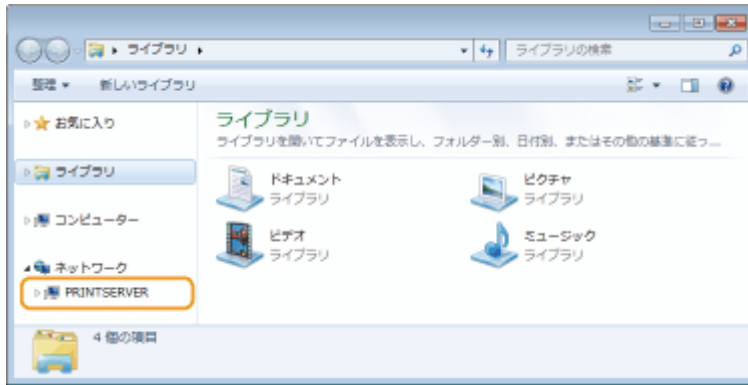 ライブラリ
ライブラリの検索
整理 新しいライブラリ
お気に入り
ライブラリ
コンピューター
ネットワーク
PRINTSERVER
ライブラリ
ライブラリを開いてファイルを表示し、フォルダー別、日付別、またはその他の基準に従っ...
ドキュメント
ライブラリ
ピクチャ
ライブラリ
ビデオ
ライブラリ
ミュージック
ライブラリ
4 個の項目